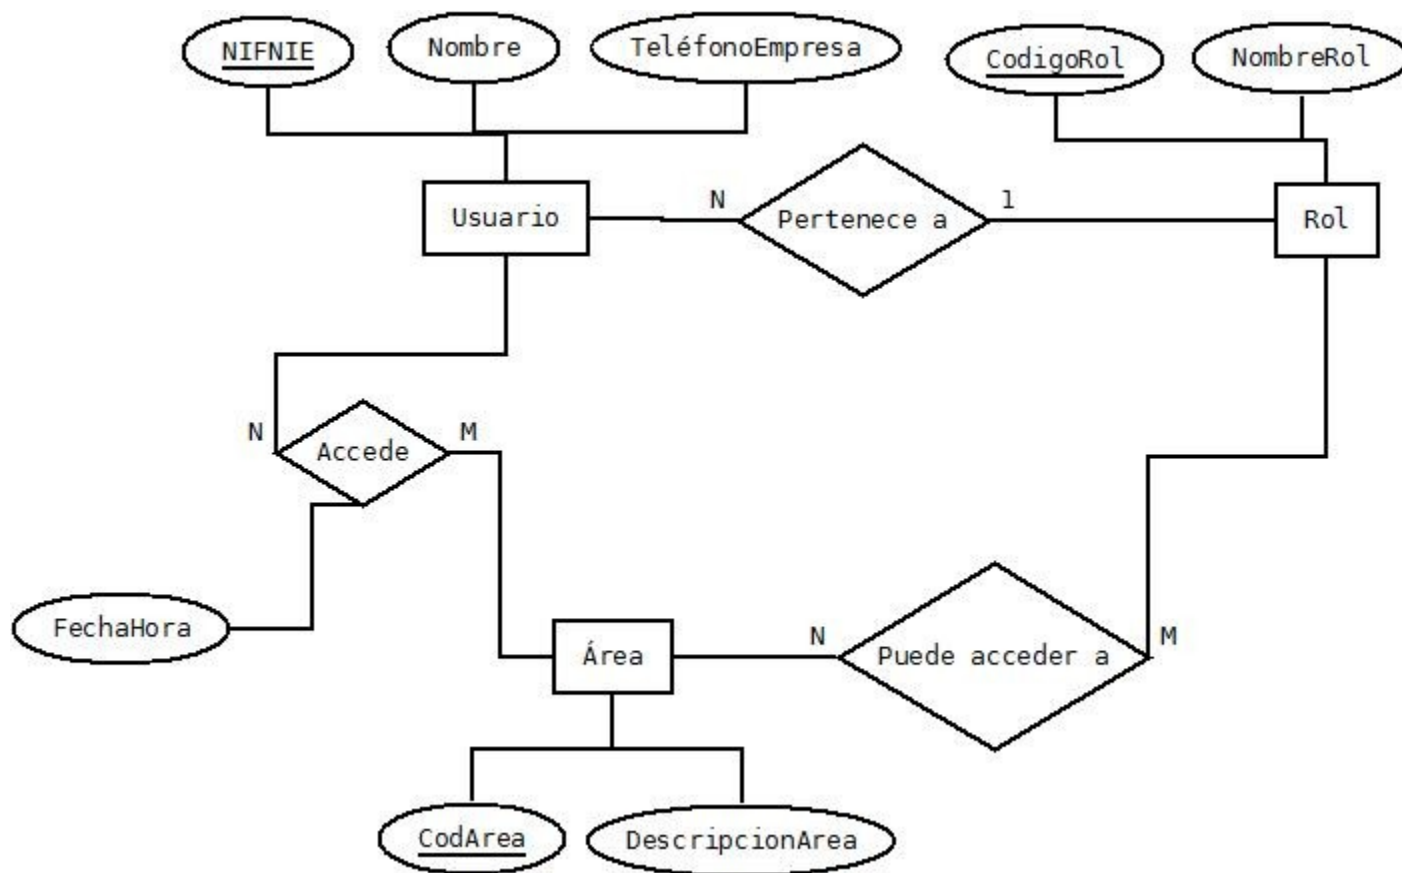 NIFNIE
Nombre
TeléfonoEmpresa
CodigoRol
NombreRol
Usuario
N
Pertenece a
1
Rol
N
Accede
M
FechaHora
Área
N
Puede acceder a
M
CodArea
DescripcionArea